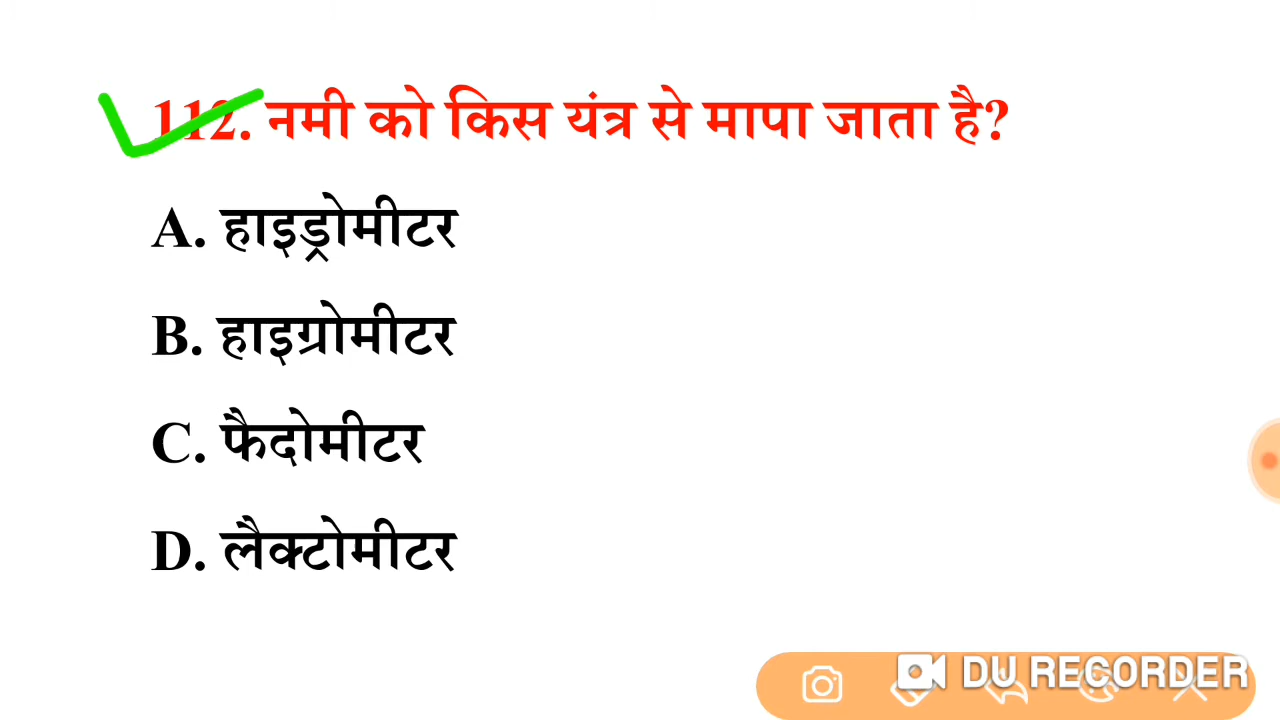 112. नमी को किस यंत्र से मापा जाता है?
A. हाइड्रोमीटर
B. हाइग्रोमीटर
C. फैदोमीटर
D. लैक्टोमीटर
DU RECORDER